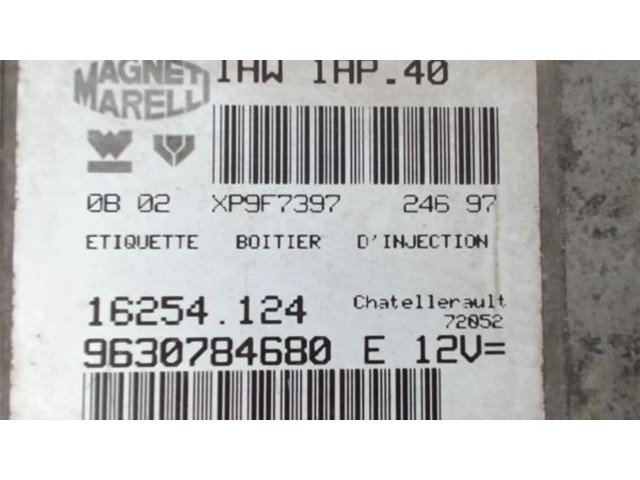 MAGNETI
MARELLI
IAW 1AP.40
0B 02 XP9F7397 246 97
ETIQUETTE BOITIER D'INJECTION
16254.124 Chatellerault
72052
9630784680 E 12V=